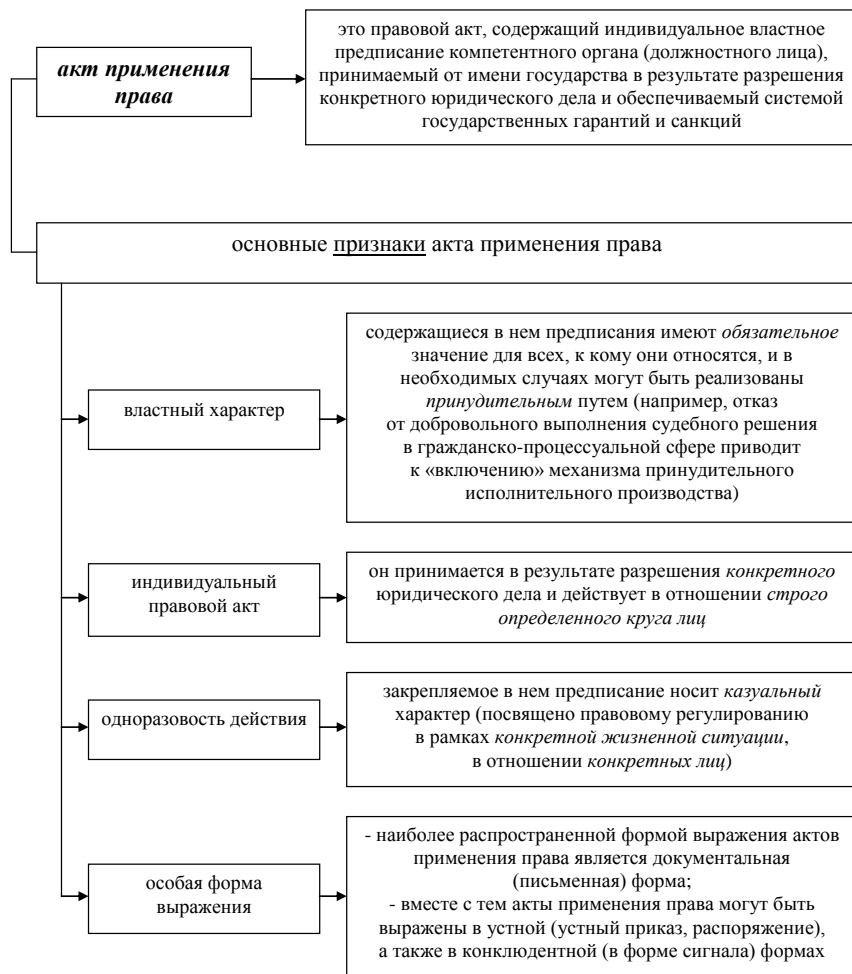 акт применения
права
это правовой акт, содержащий индивидуальное властное
предписание компетентного органа (должностного лица),
принимаемый от имени государства в результате разрешения
конкретного юридического дела и обеспечиваемый системой
государственных гарантий и санкций
основные признаки акта применения права
властный характер
содержащиеся в нем предписания имеют обязательное
значение для всех, к кому они относятся, и в
необходимых случаях могут быть реализованы
принудительным путем (например, отказ
от добровольного выполнения судебного решения
в гражданско-процессуальной сфере приводит
к «включению» механизма принудительного
исполнительного производства)
индивидуальный
правовой акт
он принимается в результате разрешения конкретного
юридического дела и действует в отношении строго
определенного круга лиц
одноразовость действия
закрепляемое в нем предписание носит казуальный
характер (посвящено правовому регулированию
в рамках конкретной жизненной ситуации,
в отношении конкретных лиц)
особая форма
выражения
- наиболее распространенной формой выражения актов
применения права является документальная
(письменная) форма;
- вместе с тем акты применения права могут быть
выражены в устной (устный приказ, распоряжение),
а также в конклюдентной (в форме сигнала) формах